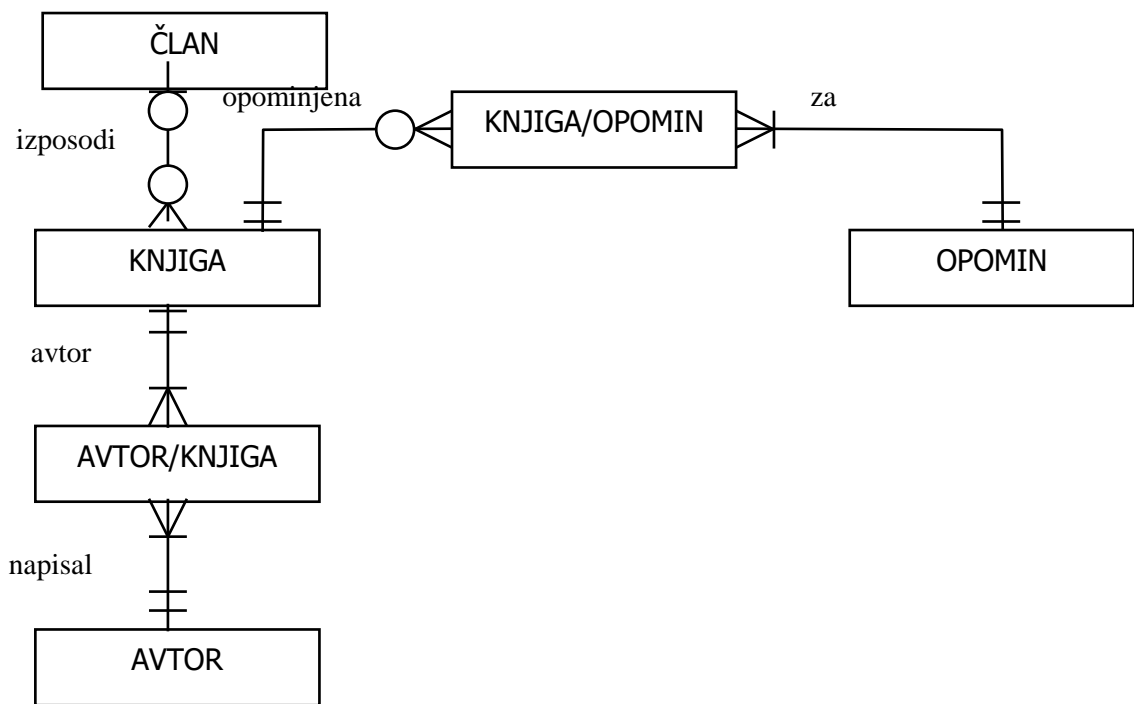 ČLAN
opominjena
KNJIGA/OPOMIN
za
izposodi
KNJIGA
OPOMIN
avtor
AVTOR/KNJIGA
napisal
AVTOR